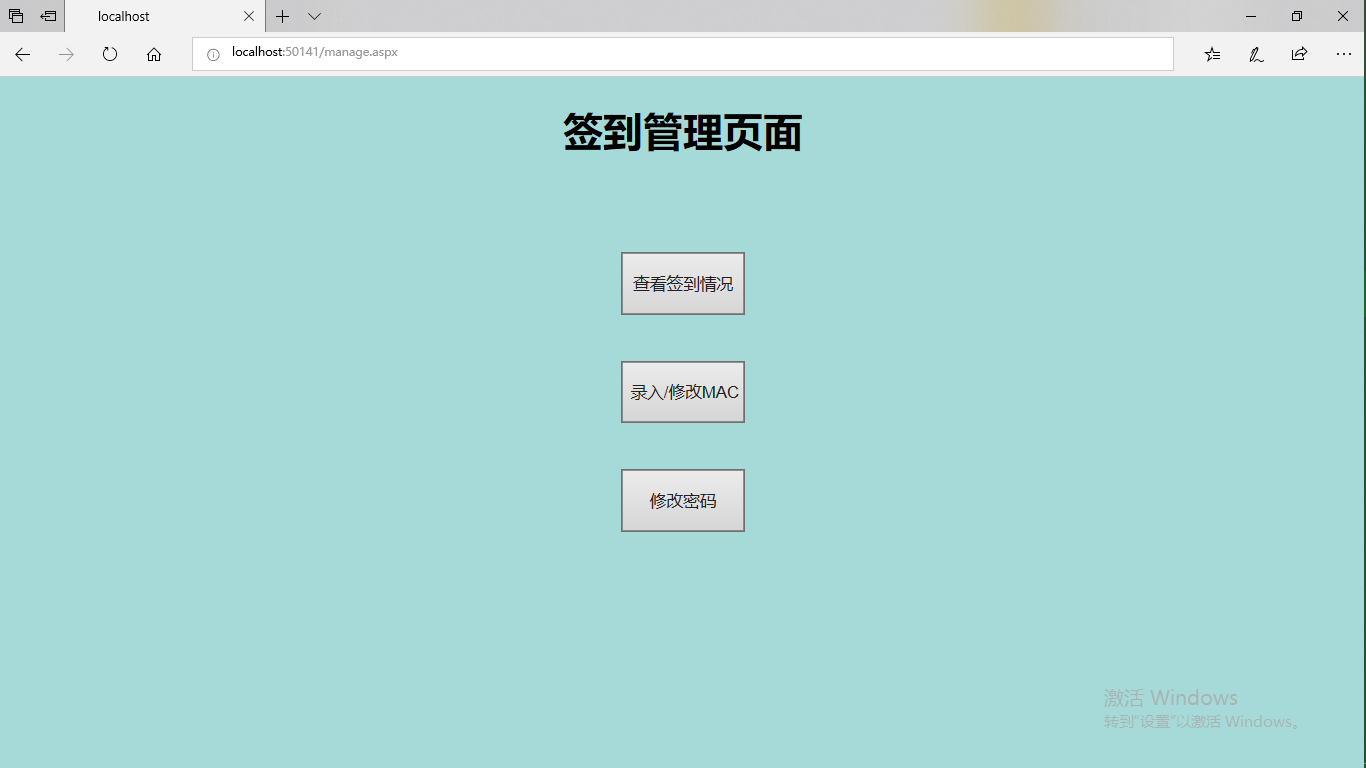 localhost
localhost:50141/manage.aspx
签到管理页面
查看签到情况
录入/修改MAC
修改密码
激活 Windows
转到"设置"以激活 Windows。